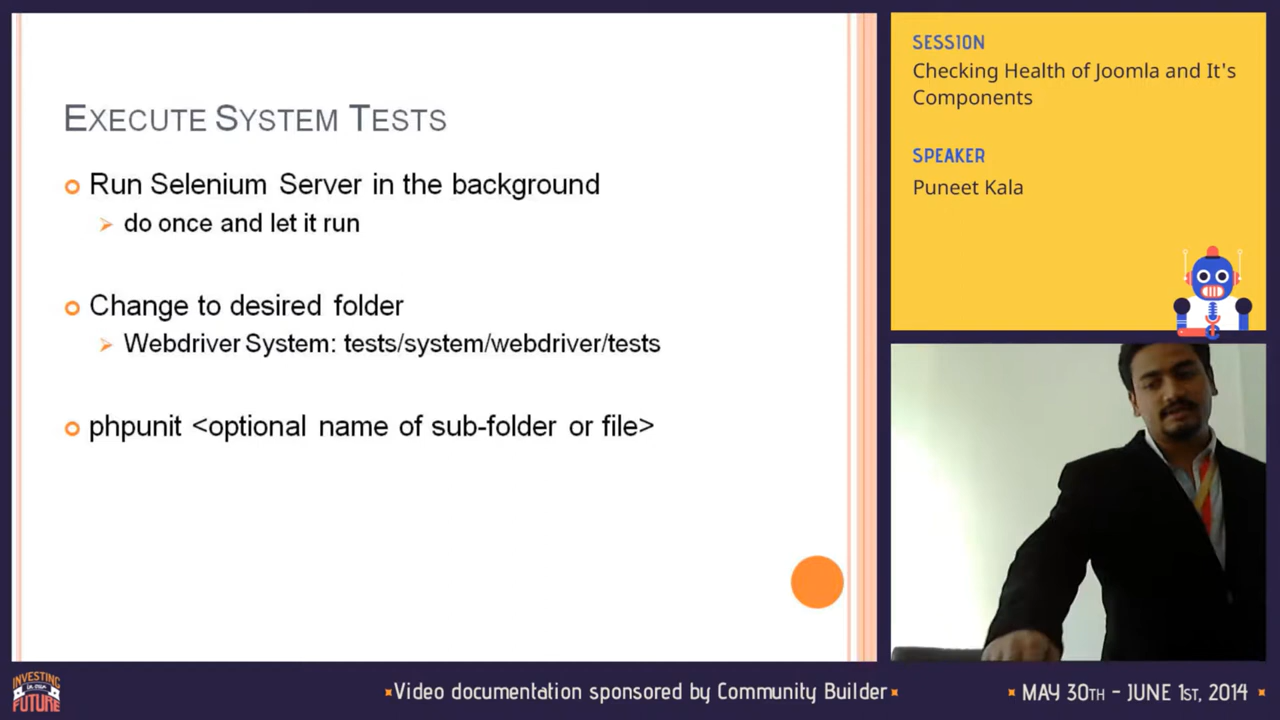 EXECUTE SYSTEM TESTS
Run Selenium Server in the background
do once and let it run
Change to desired folder
Webdriver System: tests/system/webdriver/tests
phpunit <optional name of sub-folder or file>
SESSION
Checking Health of Joomla and It's
Components
SPEAKER
Puneet Kala
INVESTING
IN OUR
FUTURE
Video documentation sponsored by Community Builder
MAY 30TH - JUNE 1ST, 2014